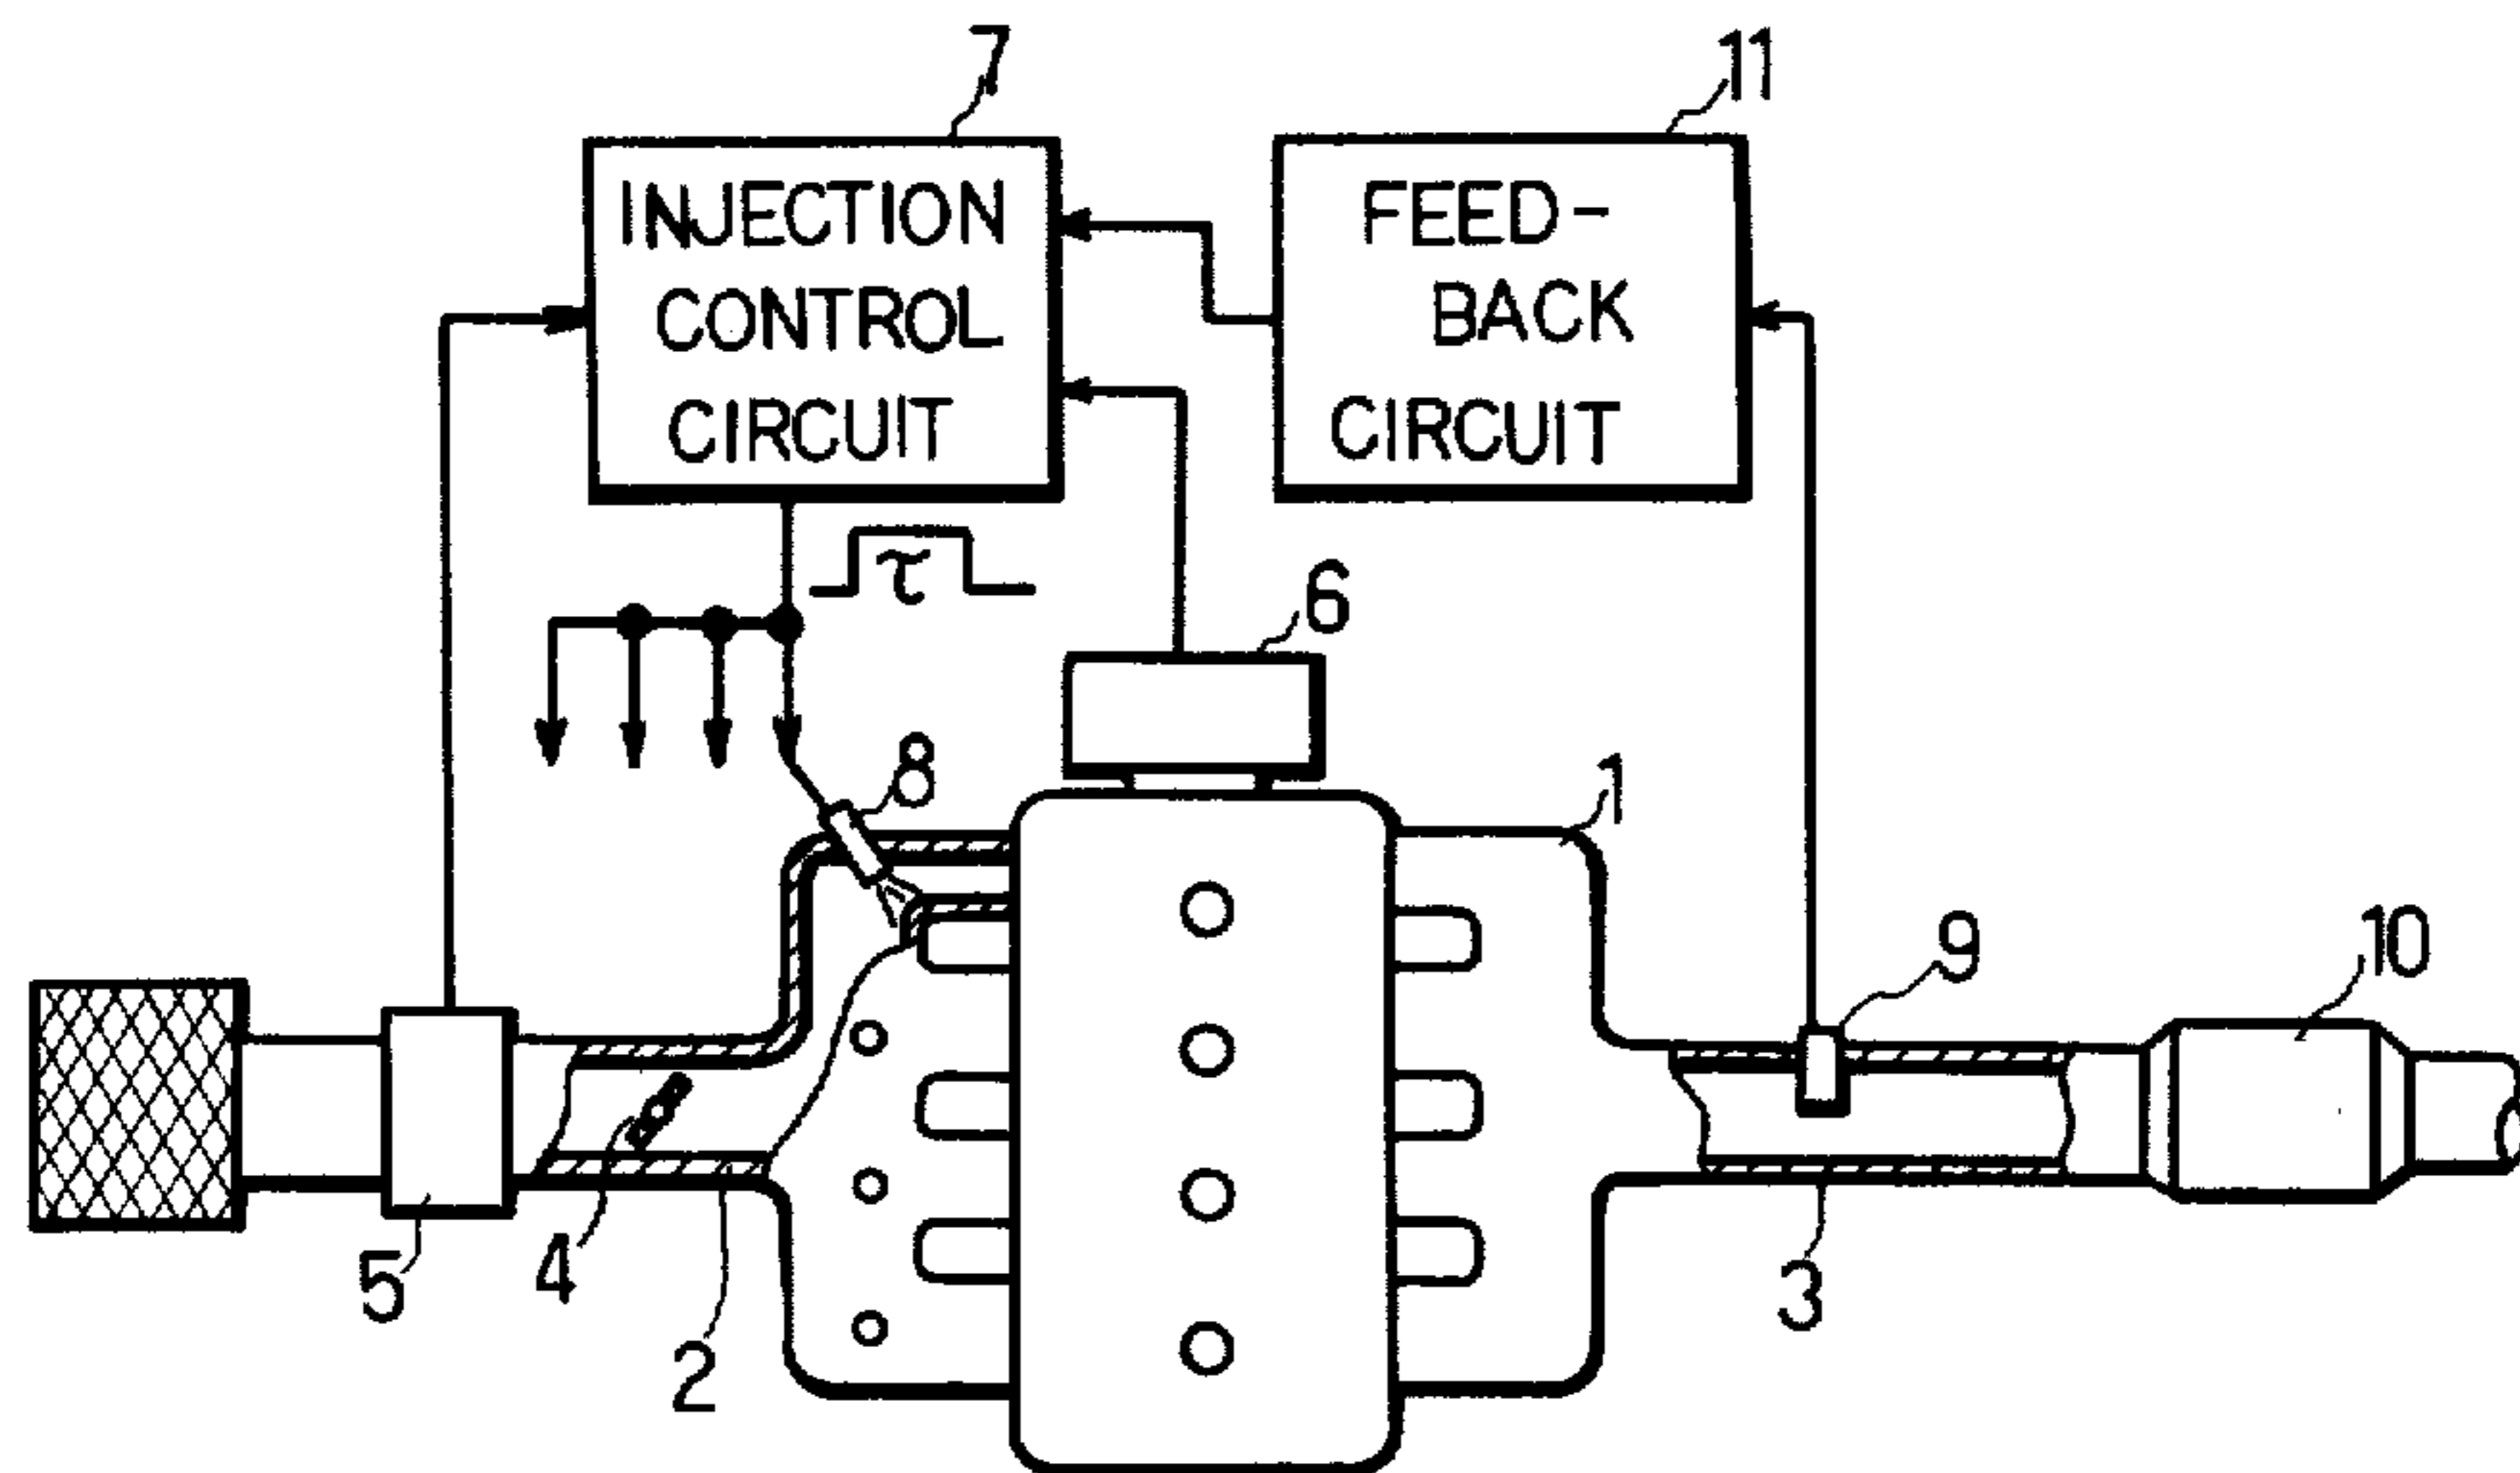 7
11
INJECTION
CONTROL
CIRCUIT
FEED-
BACK
CIRCUIT
τ
6
8
1
9
10
5
4
2
3